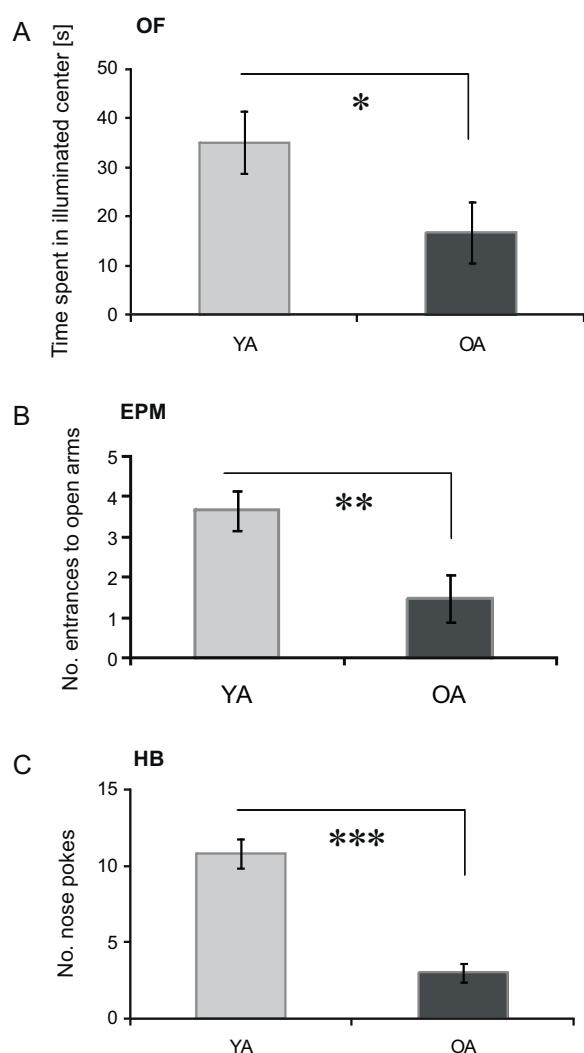 A
OF
Time spent in illuminated center [s]
50
40
30
20
10
0
*
YA
OA
B
EPM
No. entrances to open arms
5
4
3
2
1
0
**
YA
OA
C
HB
No. nose pokes
15
10
5
0
***
YA
OA